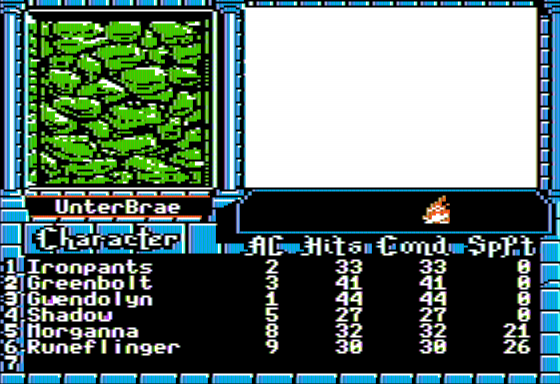 UnterBrae
Character AC Hits Cond SpPt
1 Ironpants 2 33 33 0
2 Greenbolt 3 41 41 0
3 Gwendolyn 1 44 44 0
4 Shadow 5 27 27 0
5 Morganna 8 32 32 21
6 Runeflinger 9 30 30 26
7